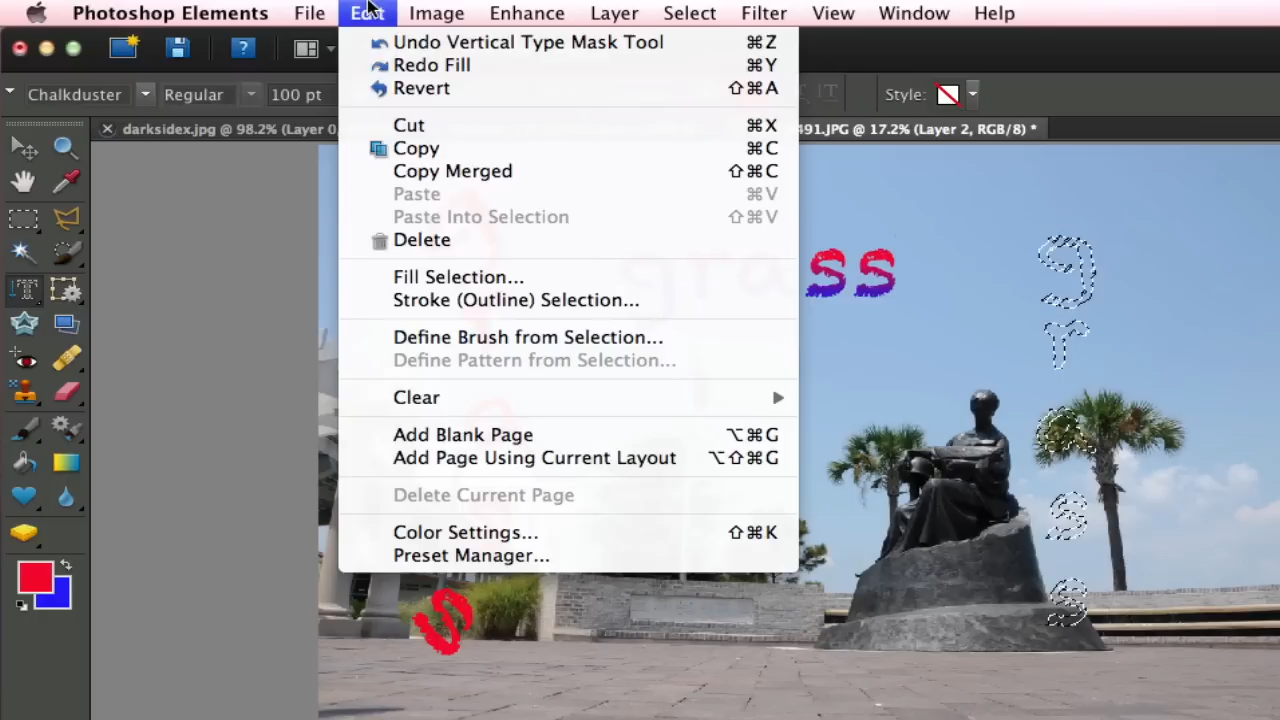 Photoshop Elements File Edit Image Enhance Layer Select Filter View Window Help
Chalkduster Regular 100 pt Style:
darksidex.jpg @ 98.2% (Layer 0, 491.JPG @ 17.2% (Layer 2, RGB/8) *
Undo Vertical Type Mask Tool ⌘Z
Redo Fill ⌘Y
Revert ⇧⌘A
Cut ⌘X
Copy ⌘C
Copy Merged ⇧⌘C
Paste ⌘V
Paste Into Selection ⇧⌘V
Delete
Fill Selection...
Stroke (Outline) Selection...
Define Brush from Selection...
Define Pattern from Selection...
Clear
Add Blank Page ⌥⌘G
Add Page Using Current Layout ⌥⇧⌘G
Delete Current Page
Color Settings... ⇧⌘K
Preset Manager...
grass
g
r
a
s
s
s